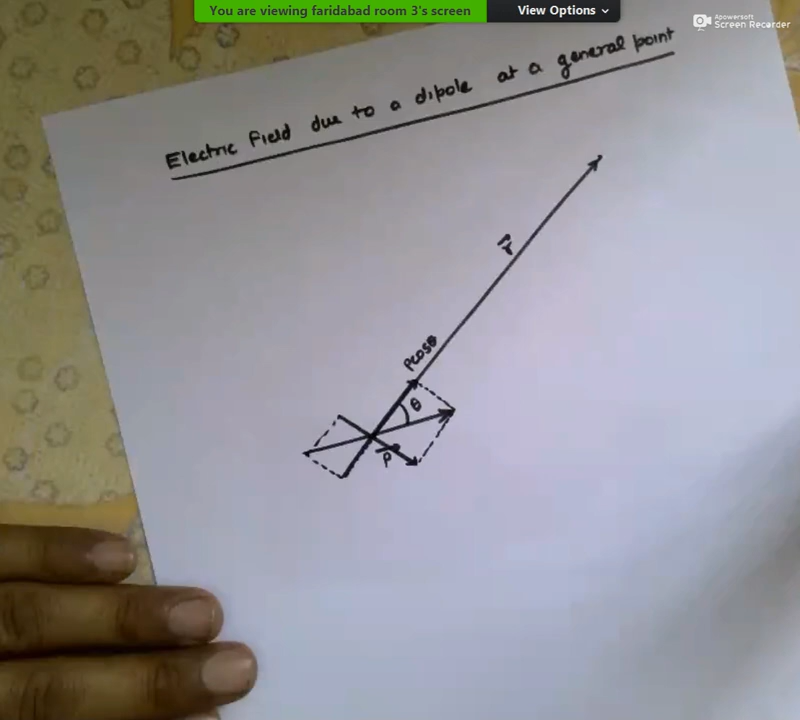 You are viewing faridabad room 3's screen
View Options
Apowersoft
Screen Recorder
Electric Field due to a dipole at a general point
r
Pcosθ
θ
P